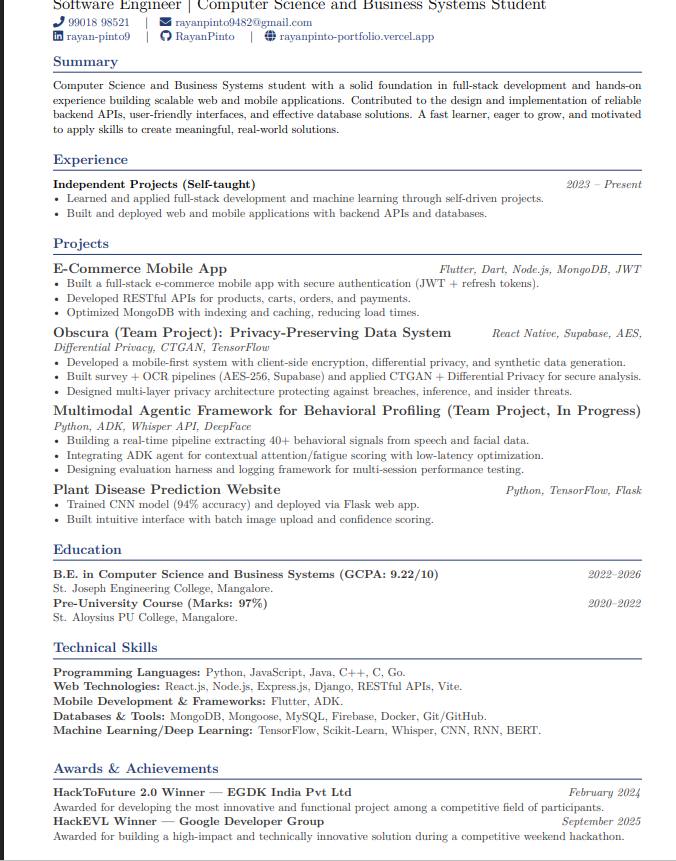 Software Engineer | Computer Science and Business Systems Student
99018 98521 | rayanpinto9482@gmail.com
rayan-pinto9 | RayanPinto | rayanpinto-portfolio.vercel.app
Summary
Computer Science and Business Systems student with a solid foundation in full-stack development and hands-on
experience building scalable web and mobile applications. Contributed to the design and implementation of reliable
backend APIs, user-friendly interfaces, and effective database solutions. A fast learner, eager to grow, and motivated
to apply skills to create meaningful, real-world solutions.
Experience
Independent Projects (Self-taught) 2023 – Present
• Learned and applied full-stack development and machine learning through self-driven projects.
• Built and deployed web and mobile applications with backend APIs and databases.
Projects
E-Commerce Mobile App Flutter, Dart, Node.js, MongoDB, JWT
• Built a full-stack e-commerce mobile app with secure authentication (JWT + refresh tokens).
• Developed RESTful APIs for products, carts, orders, and payments.
• Optimized MongoDB with indexing and caching, reducing load times.
Obscura (Team Project): Privacy-Preserving Data System React Native, Supabase, AES,
Differential Privacy, CTGAN, TensorFlow
• Developed a mobile-first system with client-side encryption, differential privacy, and synthetic data generation.
• Built survey + OCR pipelines (AES-256, Supabase) and applied CTGAN + Differential Privacy for secure analysis.
• Designed multi-layer privacy architecture protecting against breaches, inference, and insider threats.
Multimodal Agentic Framework for Behavioral Profiling (Team Project, In Progress)
Python, ADK, Whisper API, DeepFace
• Building a real-time pipeline extracting 40+ behavioral signals from speech and facial data.
• Integrating ADK agent for contextual attention/fatigue scoring with low-latency optimization.
• Designing evaluation harness and logging framework for multi-session performance testing.
Plant Disease Prediction Website Python, TensorFlow, Flask
• Trained CNN model (94% accuracy) and deployed via Flask web app.
• Built intuitive interface with batch image upload and confidence scoring.
Education
B.E. in Computer Science and Business Systems (GCPA: 9.22/10) 2022–2026
St. Joseph Engineering College, Mangalore.
Pre-University Course (Marks: 97%) 2020–2022
St. Aloysius PU College, Mangalore.
Technical Skills
Programming Languages: Python, JavaScript, Java, C++, C, Go.
Web Technologies: React.js, Node.js, Express.js, Django, RESTful APIs, Vite.
Mobile Development & Frameworks: Flutter, ADK.
Databases & Tools: MongoDB, Mongoose, MySQL, Firebase, Docker, Git/GitHub.
Machine Learning/Deep Learning: TensorFlow, Scikit-Learn, Whisper, CNN, RNN, BERT.
Awards & Achievements
HackToFuture 2.0 Winner — EGDK India Pvt Ltd February 2024
Awarded for developing the most innovative and functional project among a competitive field of participants.
HackEVL Winner — Google Developer Group September 2025
Awarded for building a high-impact and technically innovative solution during a competitive weekend hackathon.